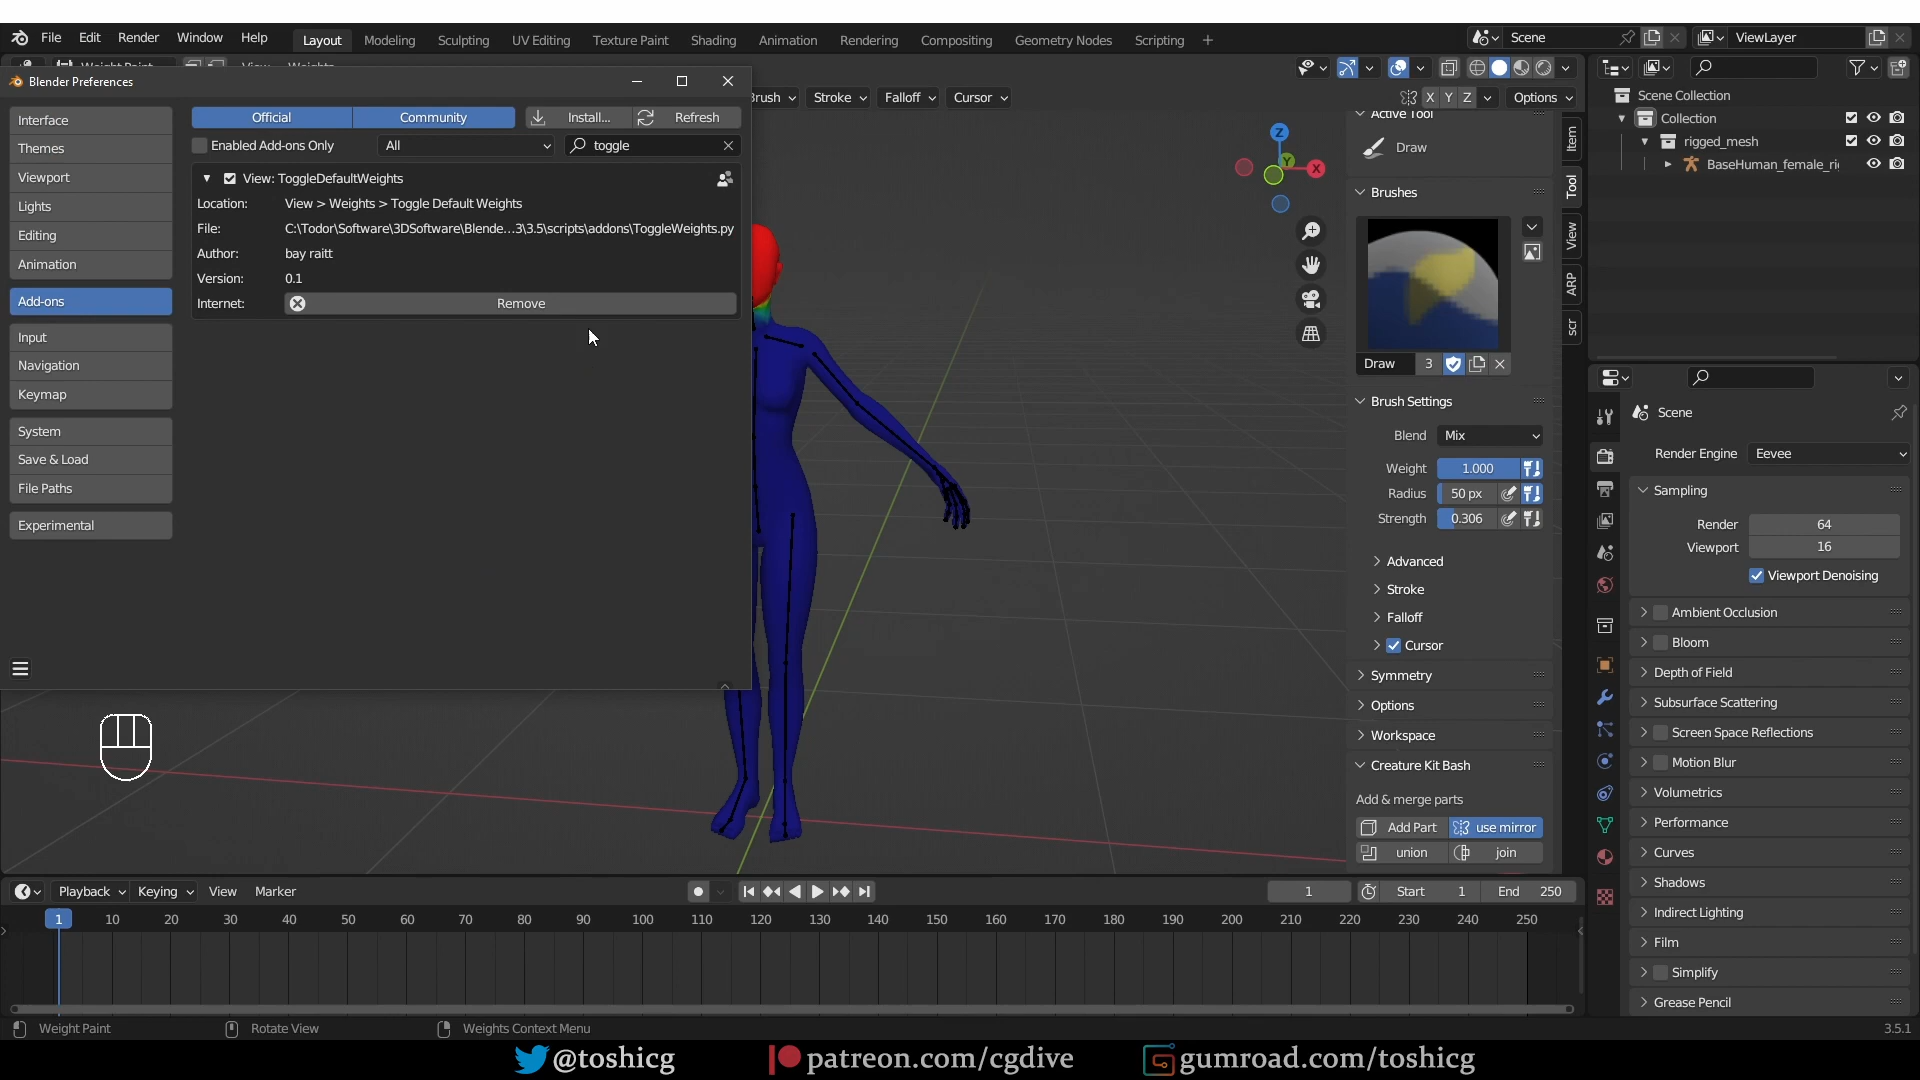 File Edit Render Window Help Layout Modeling Sculpting UV Editing Texture Paint Shading Animation Rendering Compositing Geometry Nodes Scripting + Scene ViewLayer
Blender Preferences
Brush Stroke Falloff Cursor X Y Z Options
Interface
Themes
Viewport
Lights
Editing
Animation
Add-ons
Input
Navigation
Keymap
System
Save & Load
File Paths
Experimental
Official Community Install... Refresh
Enabled Add-ons Only All toggle
View: ToggleDefaultWeights
Location: View > Weights > Toggle Default Weights
File: C:\Todor\Software\3DSoftware\Blende...3\3.5\scripts\addons\ToggleWeights.py
Author: bay raitt
Version: 0.1
Internet: Remove
Z
Y
X
Active Tool
Draw
Brushes
Draw 3
Brush Settings
Blend Mix
Weight 1.000
Radius 50 px
Strength 0.306
Advanced
Stroke
Falloff
Cursor
Symmetry
Options
Workspace
Creature Kit Bash
Add & merge parts
Add Part use mirror
union join
Item
Tool
View
ARP
scr
Scene Collection
Collection
rigged_mesh
BaseHuman_female_ri
Scene
Render Engine Eevee
Sampling
Render 64
Viewport 16
Viewport Denoising
Ambient Occlusion
Bloom
Depth of Field
Subsurface Scattering
Screen Space Reflections
Motion Blur
Volumetrics
Performance
Curves
Shadows
Indirect Lighting
Film
Simplify
Grease Pencil
Playback Keying View Marker 1 Start 1 End 250
1 10 20 30 40 50 60 70 80 90 100 110 120 130 140 150 160 170 180 190 200 210 220 230 240 250
Weight Paint Rotate View Weights Context Menu 3.5.1
@toshicg patreon.com/cgdive gumroad.com/toshicg